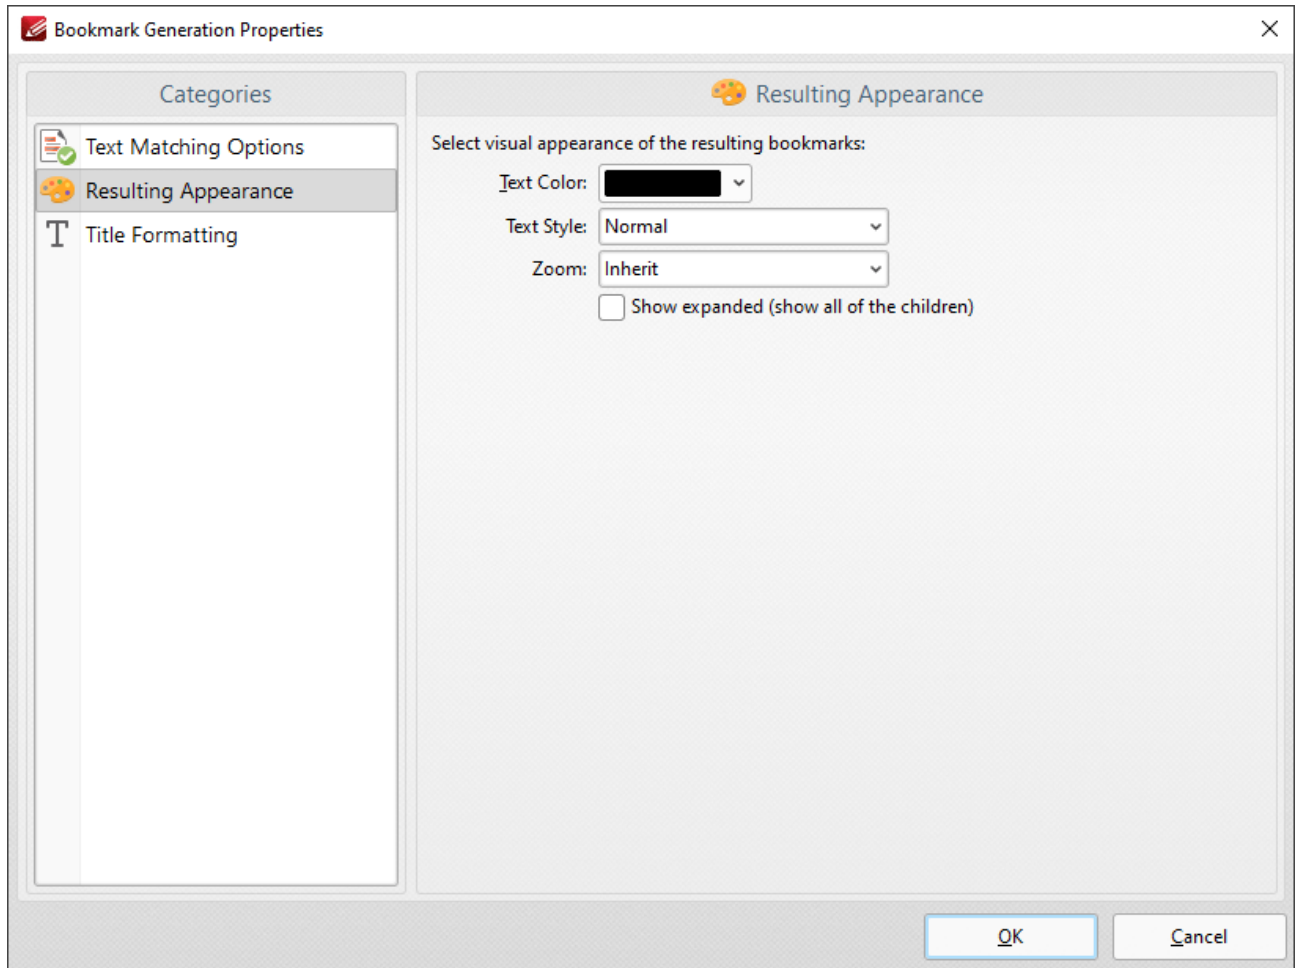 Bookmark Generation Properties
Categories
Text Matching Options
Resulting Appearance
Title Formatting
Resulting Appearance
Select visual appearance of the resulting bookmarks:
Text Color:
Text Style: Normal
Zoom: Inherit
Show expanded (show all of the children)
OK Cancel